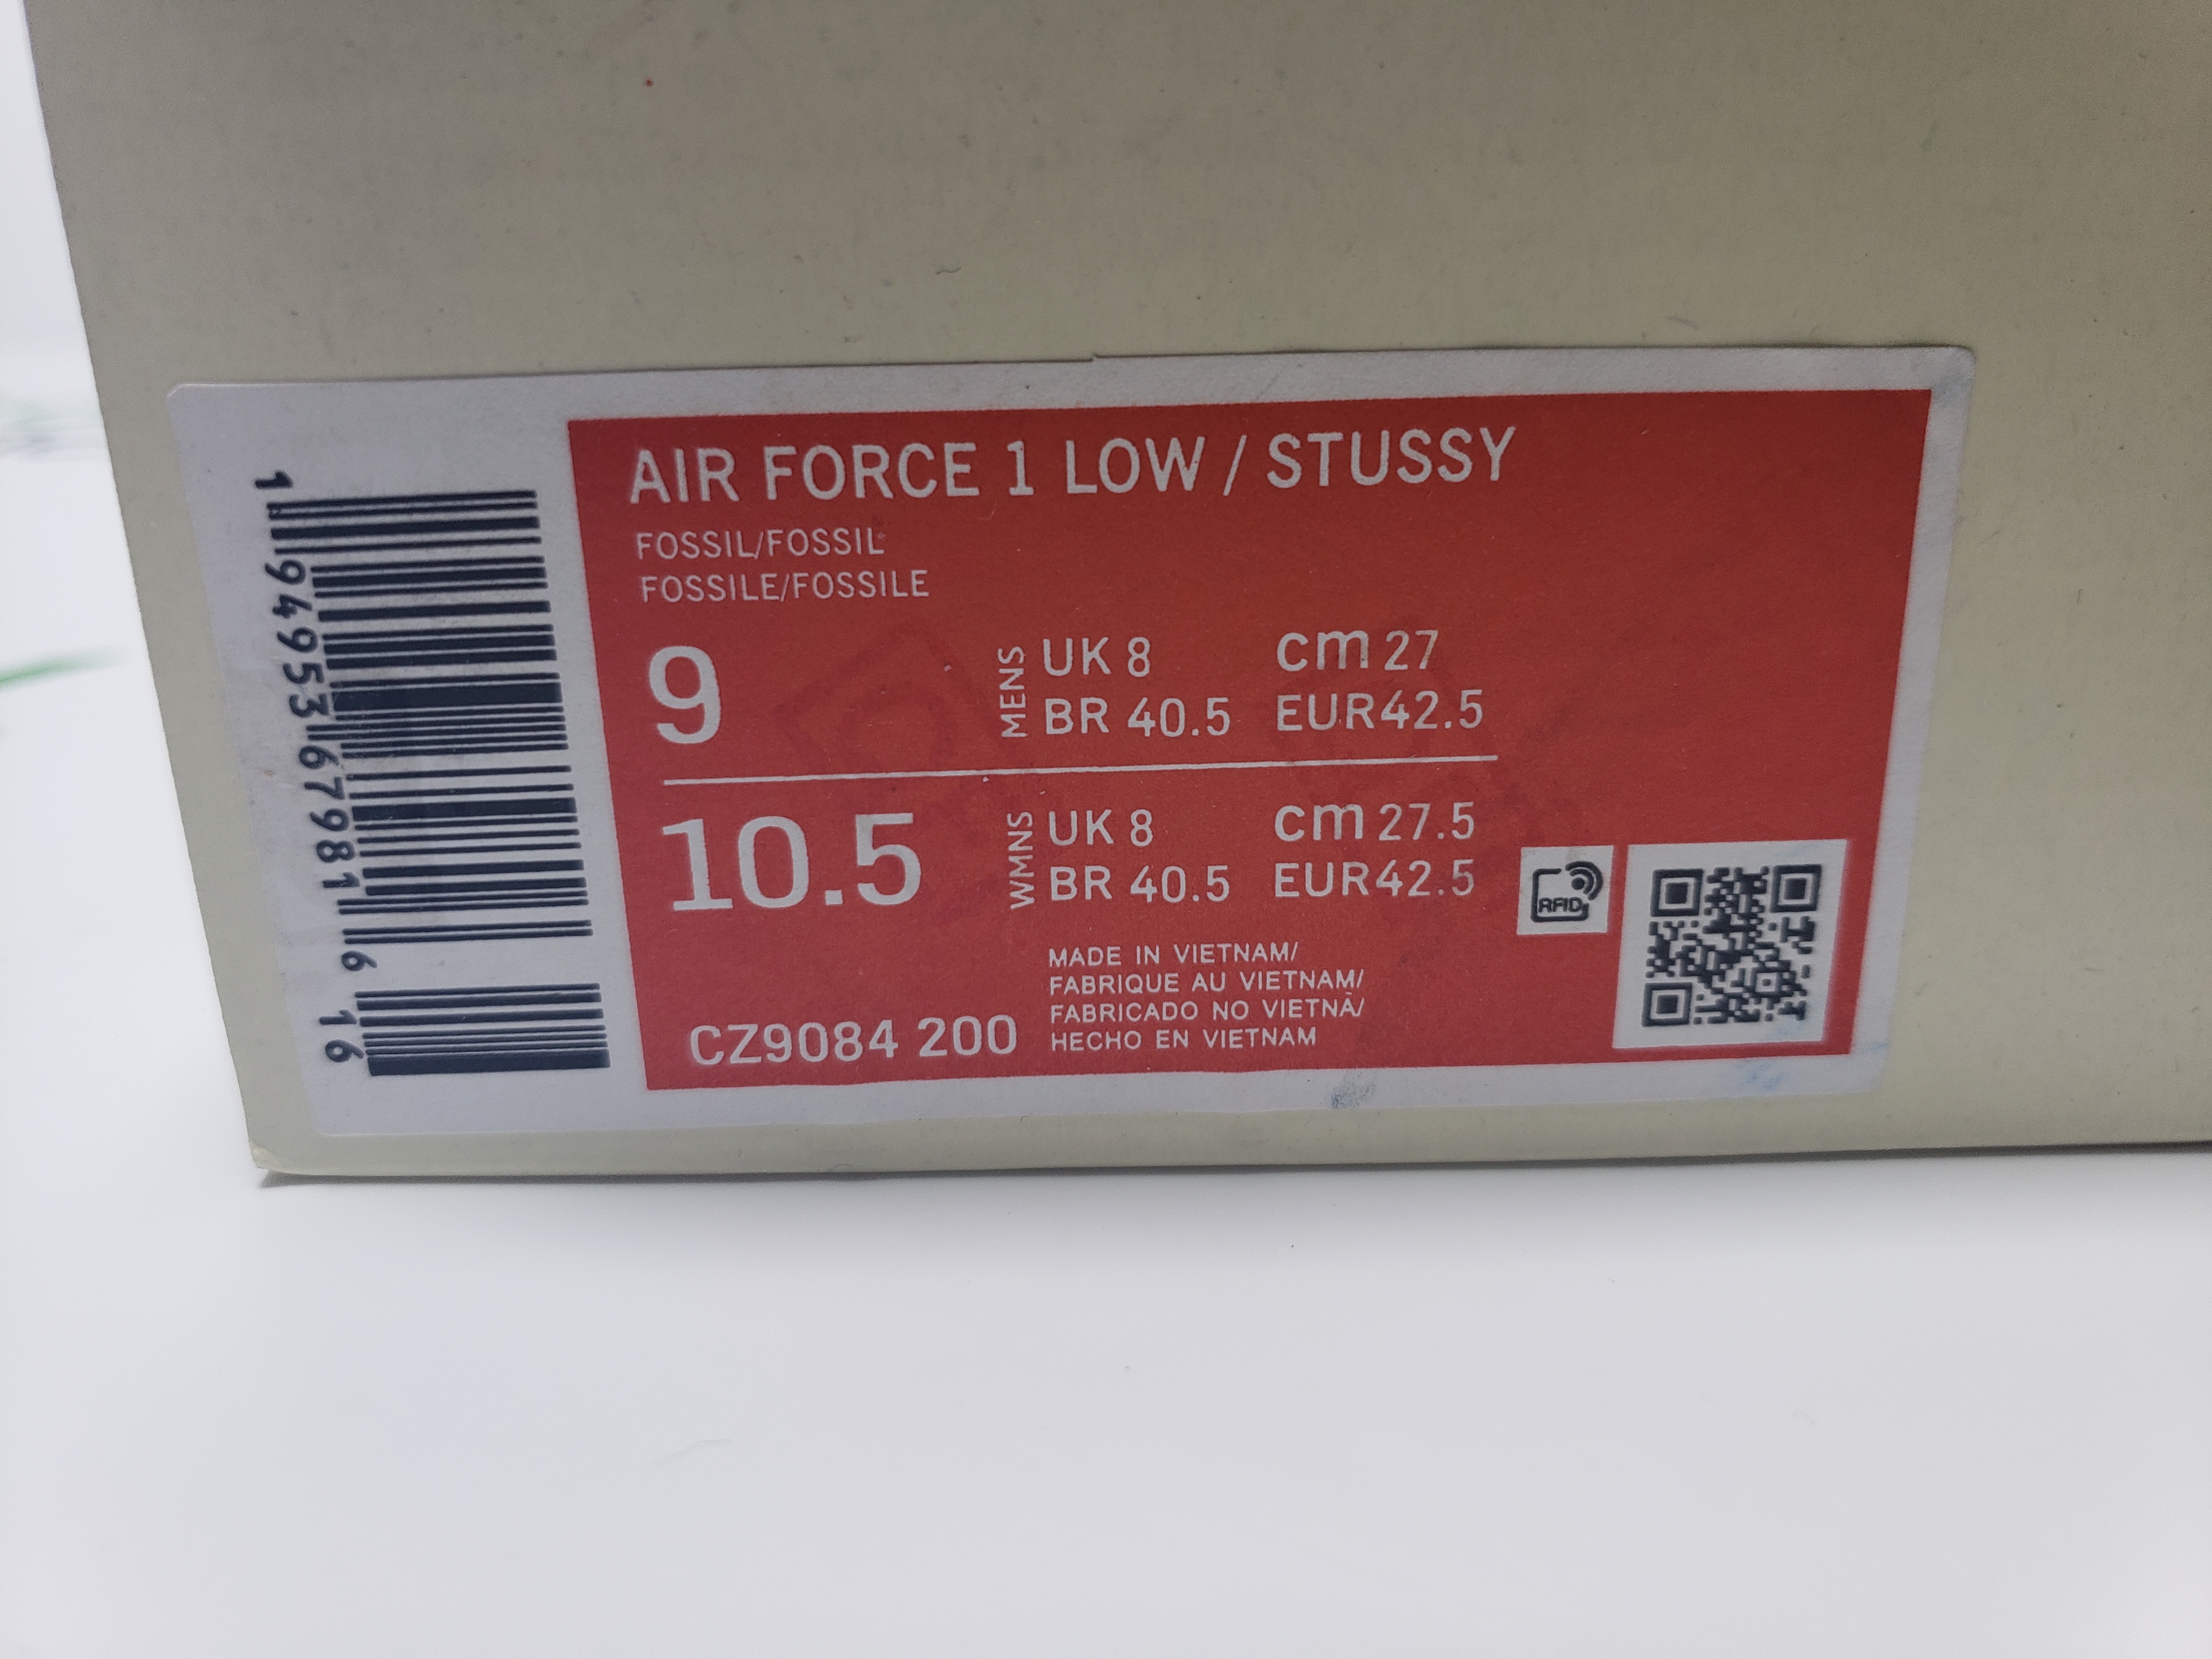 AIR FORCE 1 LOW / STUSSY
FOSSIL/FOSSIL
FOSSILE/FOSSILE
9
MENS
UK 8 cm 27
BR 40.5 EUR42.5
10.5
WMNS
UK 8 cm 27.5
BR 40.5 EUR42.5
MADE IN VIETNAM/
FABRIQUE AU VIETNAM/
FABRICADO NO VIETNÃ/
HECHO EN VIETNAM
CZ9084 200
RFID
1 94953 67981 6 16